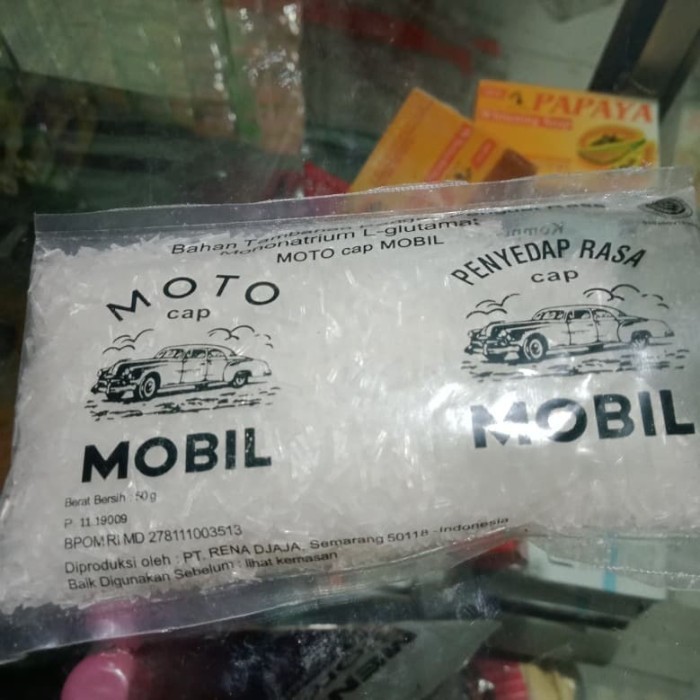 Bahan Tambahan
Mononatrium L-glutamat
MOTO cap MOBIL
MOTO
cap
MOBIL
PENYEDAP RASA
cap
MOBIL
Berat Bersih : 50 g
P. 11.19009
BPOM RI MD 278111003513
Diproduksi oleh : PT. RENA DJAJA, Semarang 50118 -Indonesia
Baik Digunakan Sebelum : lihat kemasan
PAPAYA